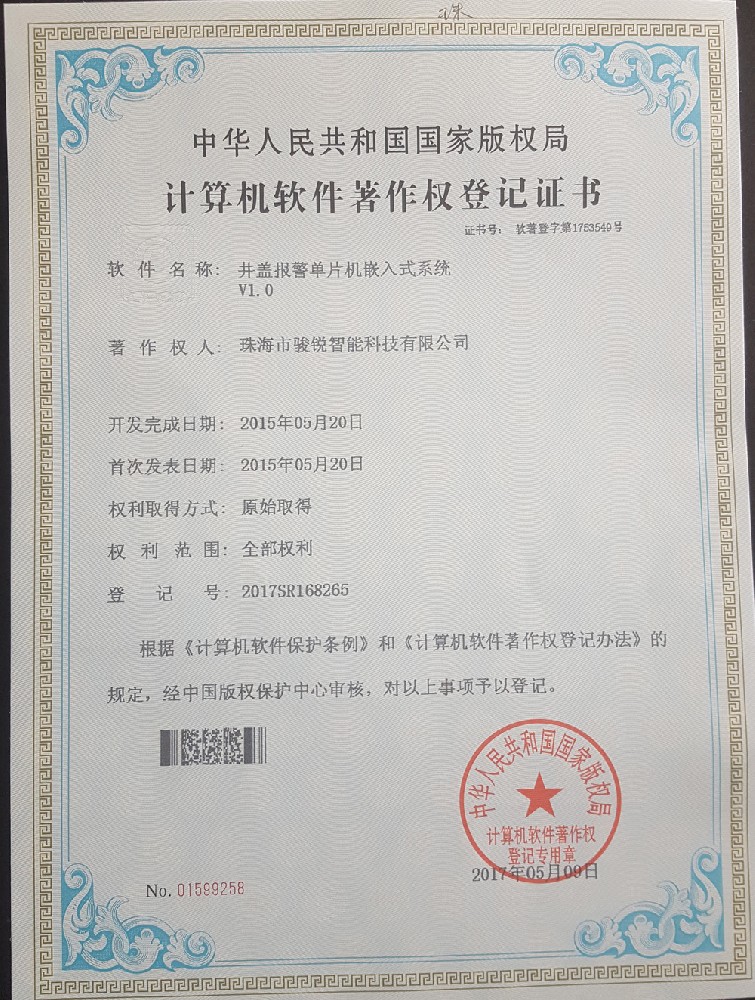 中华人民共和国国家版权局
计算机软件著作权登记证书
证书号： 软著登字第1753549号
软件名称： 井盖报警单片机嵌入式系统
V1.0
著作权人： 珠海市骏锐智能科技有限公司
开发完成日期： 2015年05月20日
首次发表日期： 2015年05月20日
权利取得方式： 原始取得
权利范围： 全部权利
登记号： 2017SR168265
根据《计算机软件保护条例》和《计算机软件著作权登记办法》的
规定，经中国版权保护中心审核，对以上事项予以登记。
中华人民共和国国家版权局
计算机软件著作权
登记专用章
2017年05月09日
No. 01599258